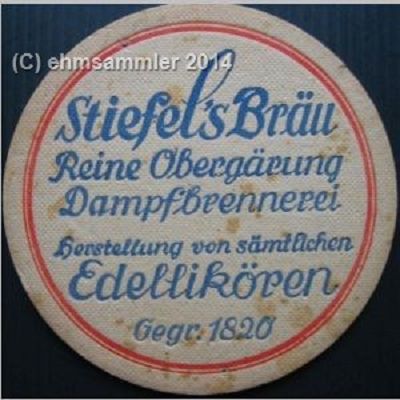 (C) ehmsammler 2014
Stiefel's Bräu
Reine Obergärung
Dampfbrennerei
Herstellung von sämtlichen
Edellikören
Gegr. 1820